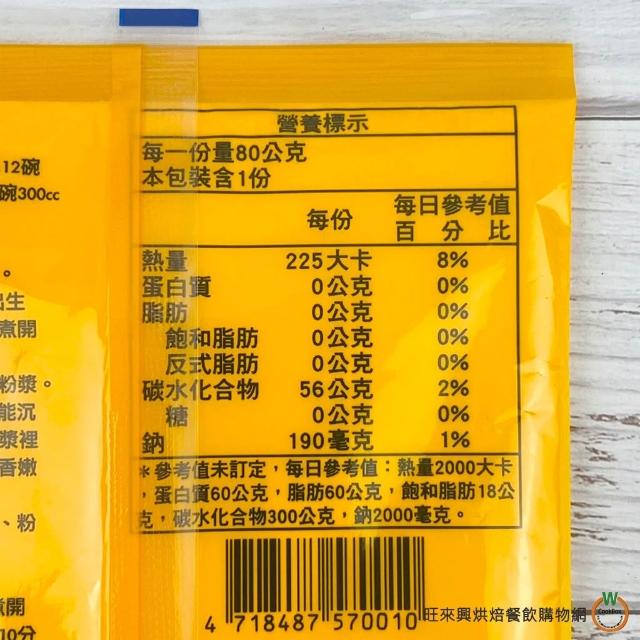 12碗
碗300cc
。
出生
煮開
粉漿。
能沉
漿裡
香嫩
、粉
煮開
10分
營養標示
每一份量80公克
本包裝含1份
每份 每日參考值
百分比
熱量 225大卡 8%
蛋白質 0公克 0%
脂肪 0公克 0%
飽和脂肪 0公克 0%
反式脂肪 0公克 0%
碳水化合物 56公克 2%
糖 0公克 0%
鈉 190毫克 1%
*參考值未訂定,每日參考值:熱量2000大卡
,蛋白質60公克,脂肪60公克,飽和脂肪18公
克,碳水化合物300公克,鈉2000毫克。
4 718487 570010
旺來興烘焙餐飲購物網
W
CookBox